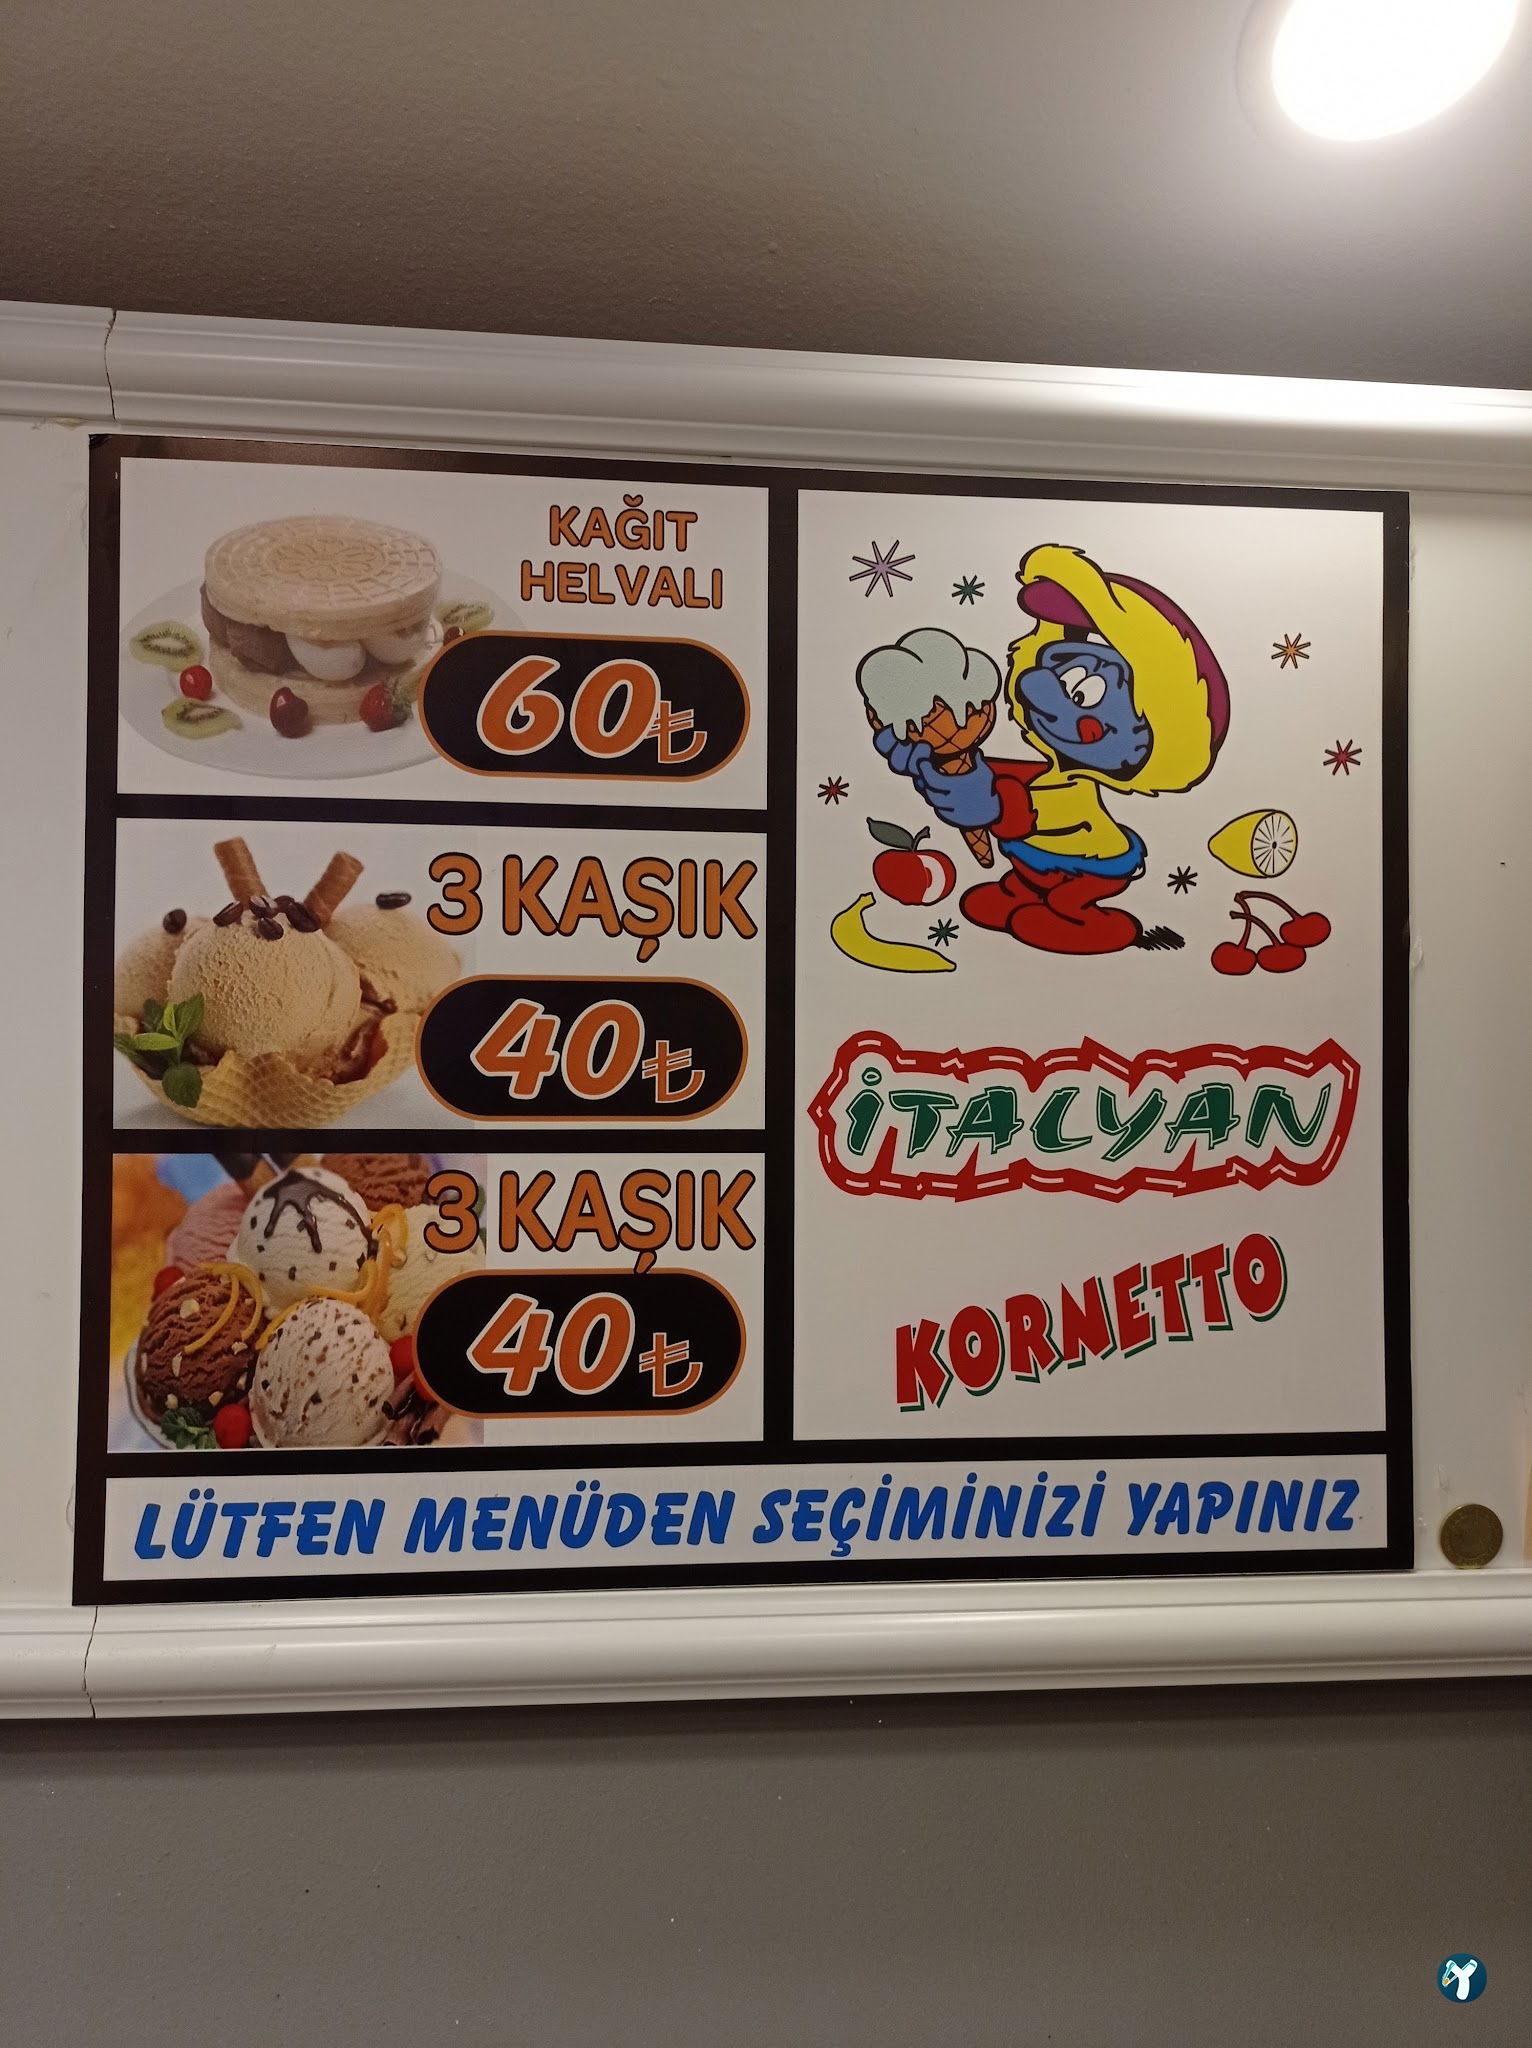 KAĞIT
HELVALI
60₺
3 KAŞIK
40₺
3 KAŞIK
40₺
İTALYAN
KORNETTO
LÜTFEN MENÜDEN SEÇİMİNİZİ YAPINIZ